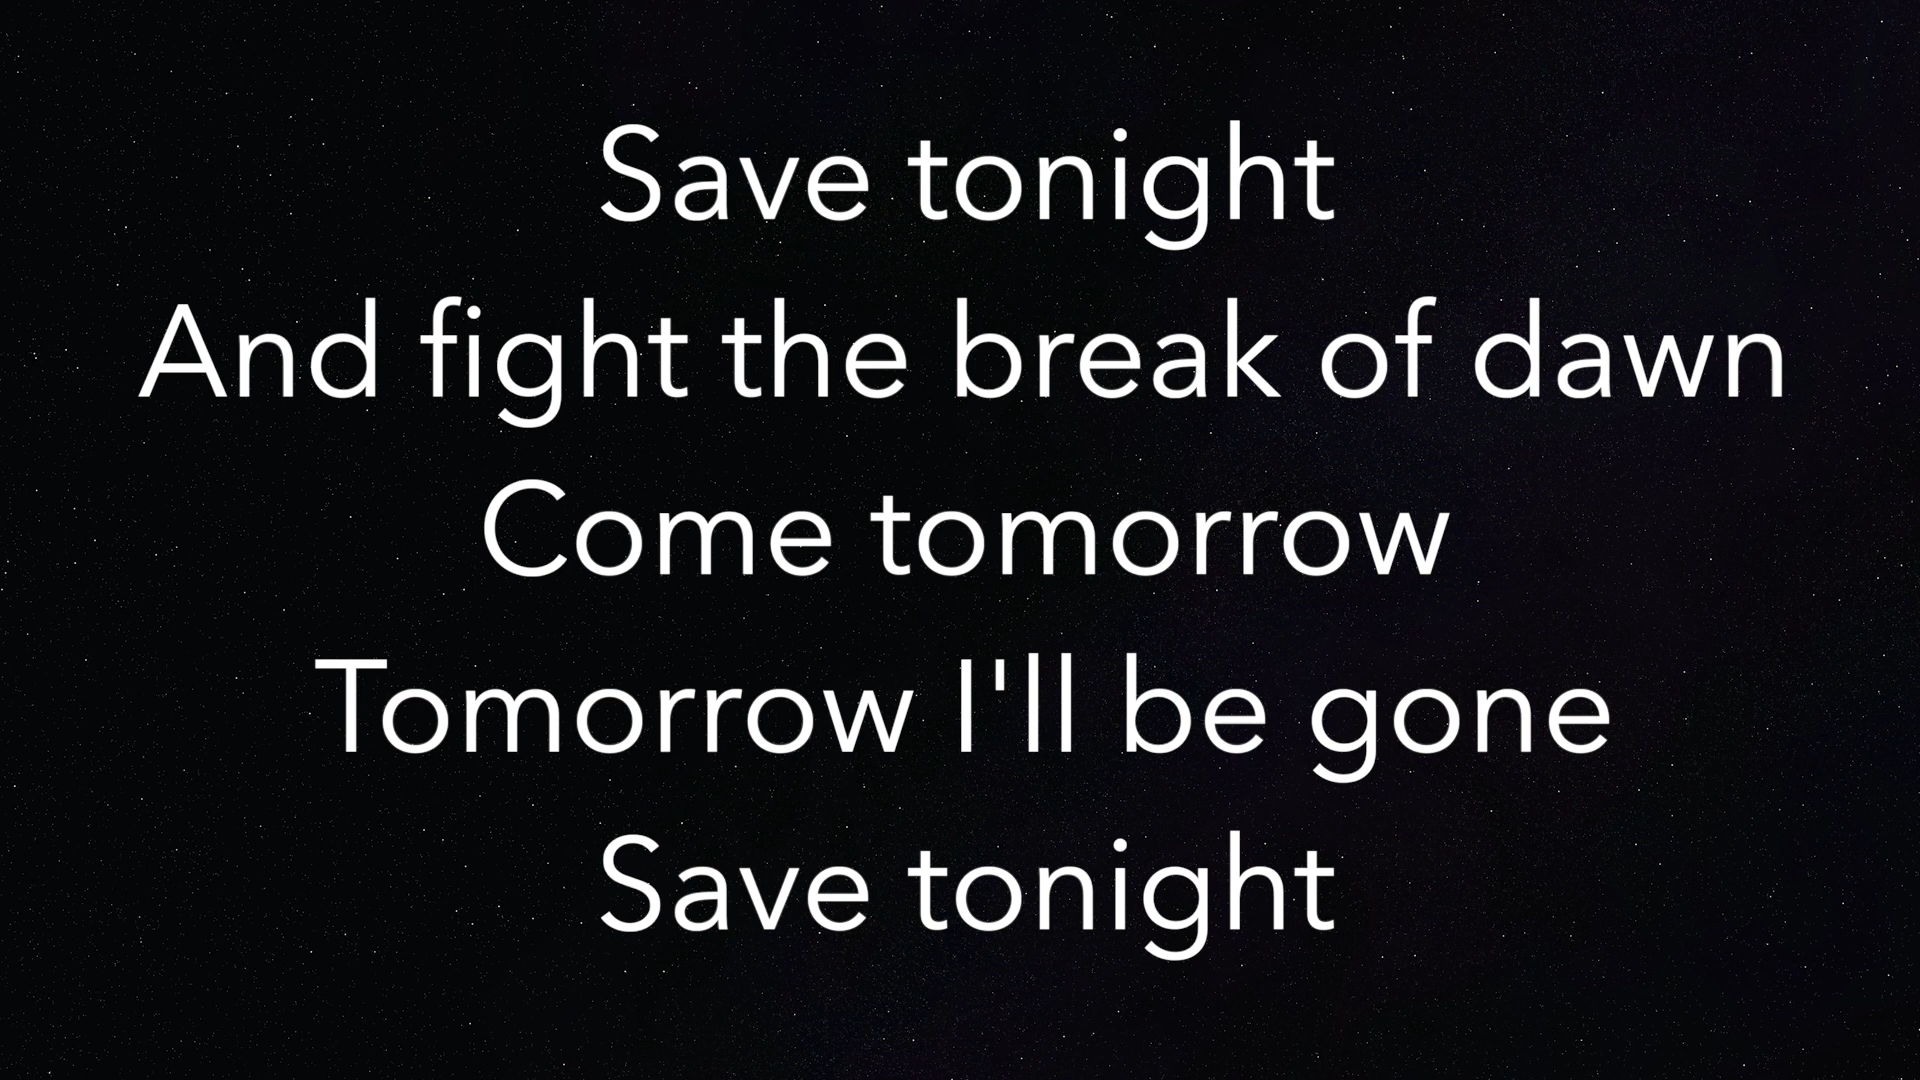 Save tonight
And fight the break of dawn
Come tomorrow
Tomorrow I'll be gone
Save tonight